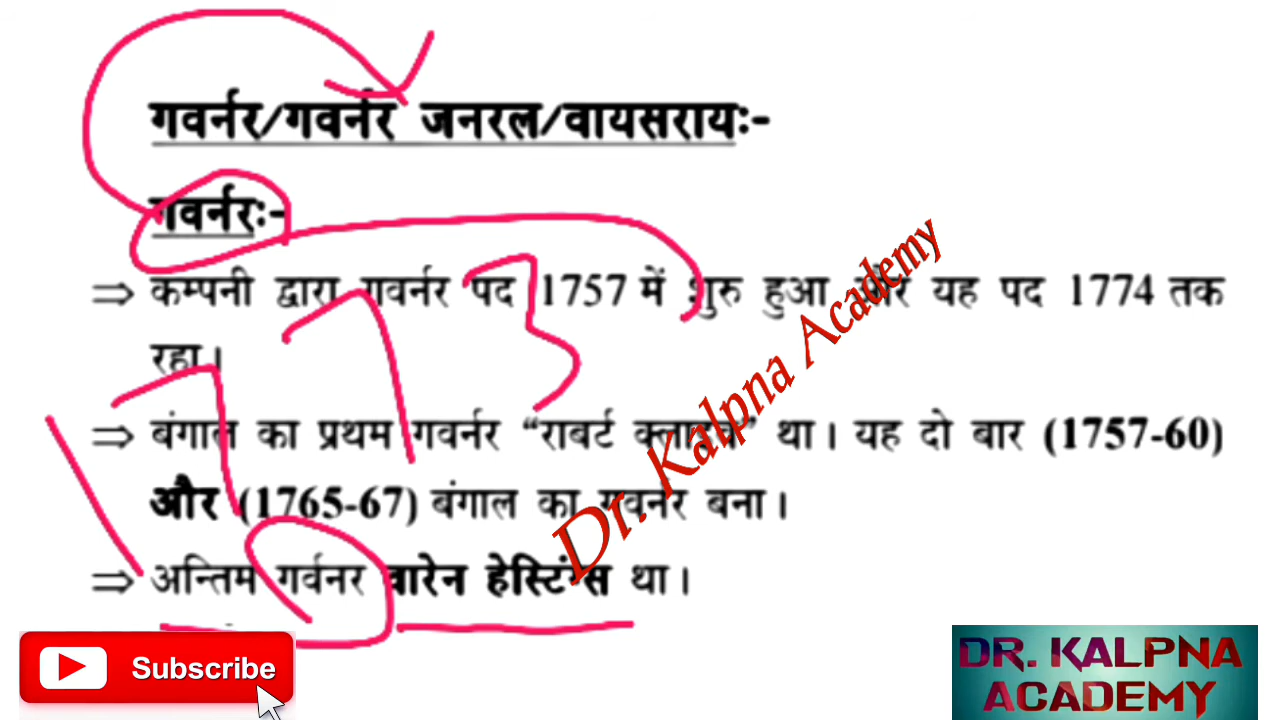 गवर्नर/गवर्नर जनरल/वायसरायः-
गवर्नरः-
⇒ कम्पनी द्वारा गवर्नर पद 1757 में शुरु हुआ और यह पद 1774 तक
रहा।
⇒ बंगाल का प्रथम गवर्नर “राबर्ट क्लाइव” था। यह दो बार (1757-60)
और (1765-67) बंगाल का गवर्नर बना।
⇒ अन्तिम गर्वनर वारेन हेस्टिंग्स था।
1773
Dr. Kalpna Academy
Subscribe
DR. KALPNA
ACADEMY